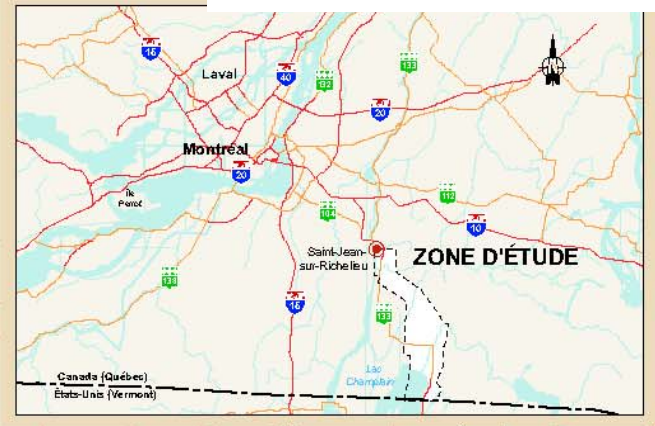 15
Laval
40
132
133
20
Montréal
20
Île
Perrot
112
104
10
Saint-Jean-
sur-Richelieu
ZONE D'ÉTUDE
138
15
133
Lac
Champlain
Canada (Québec)
États-Unis (Vermont)